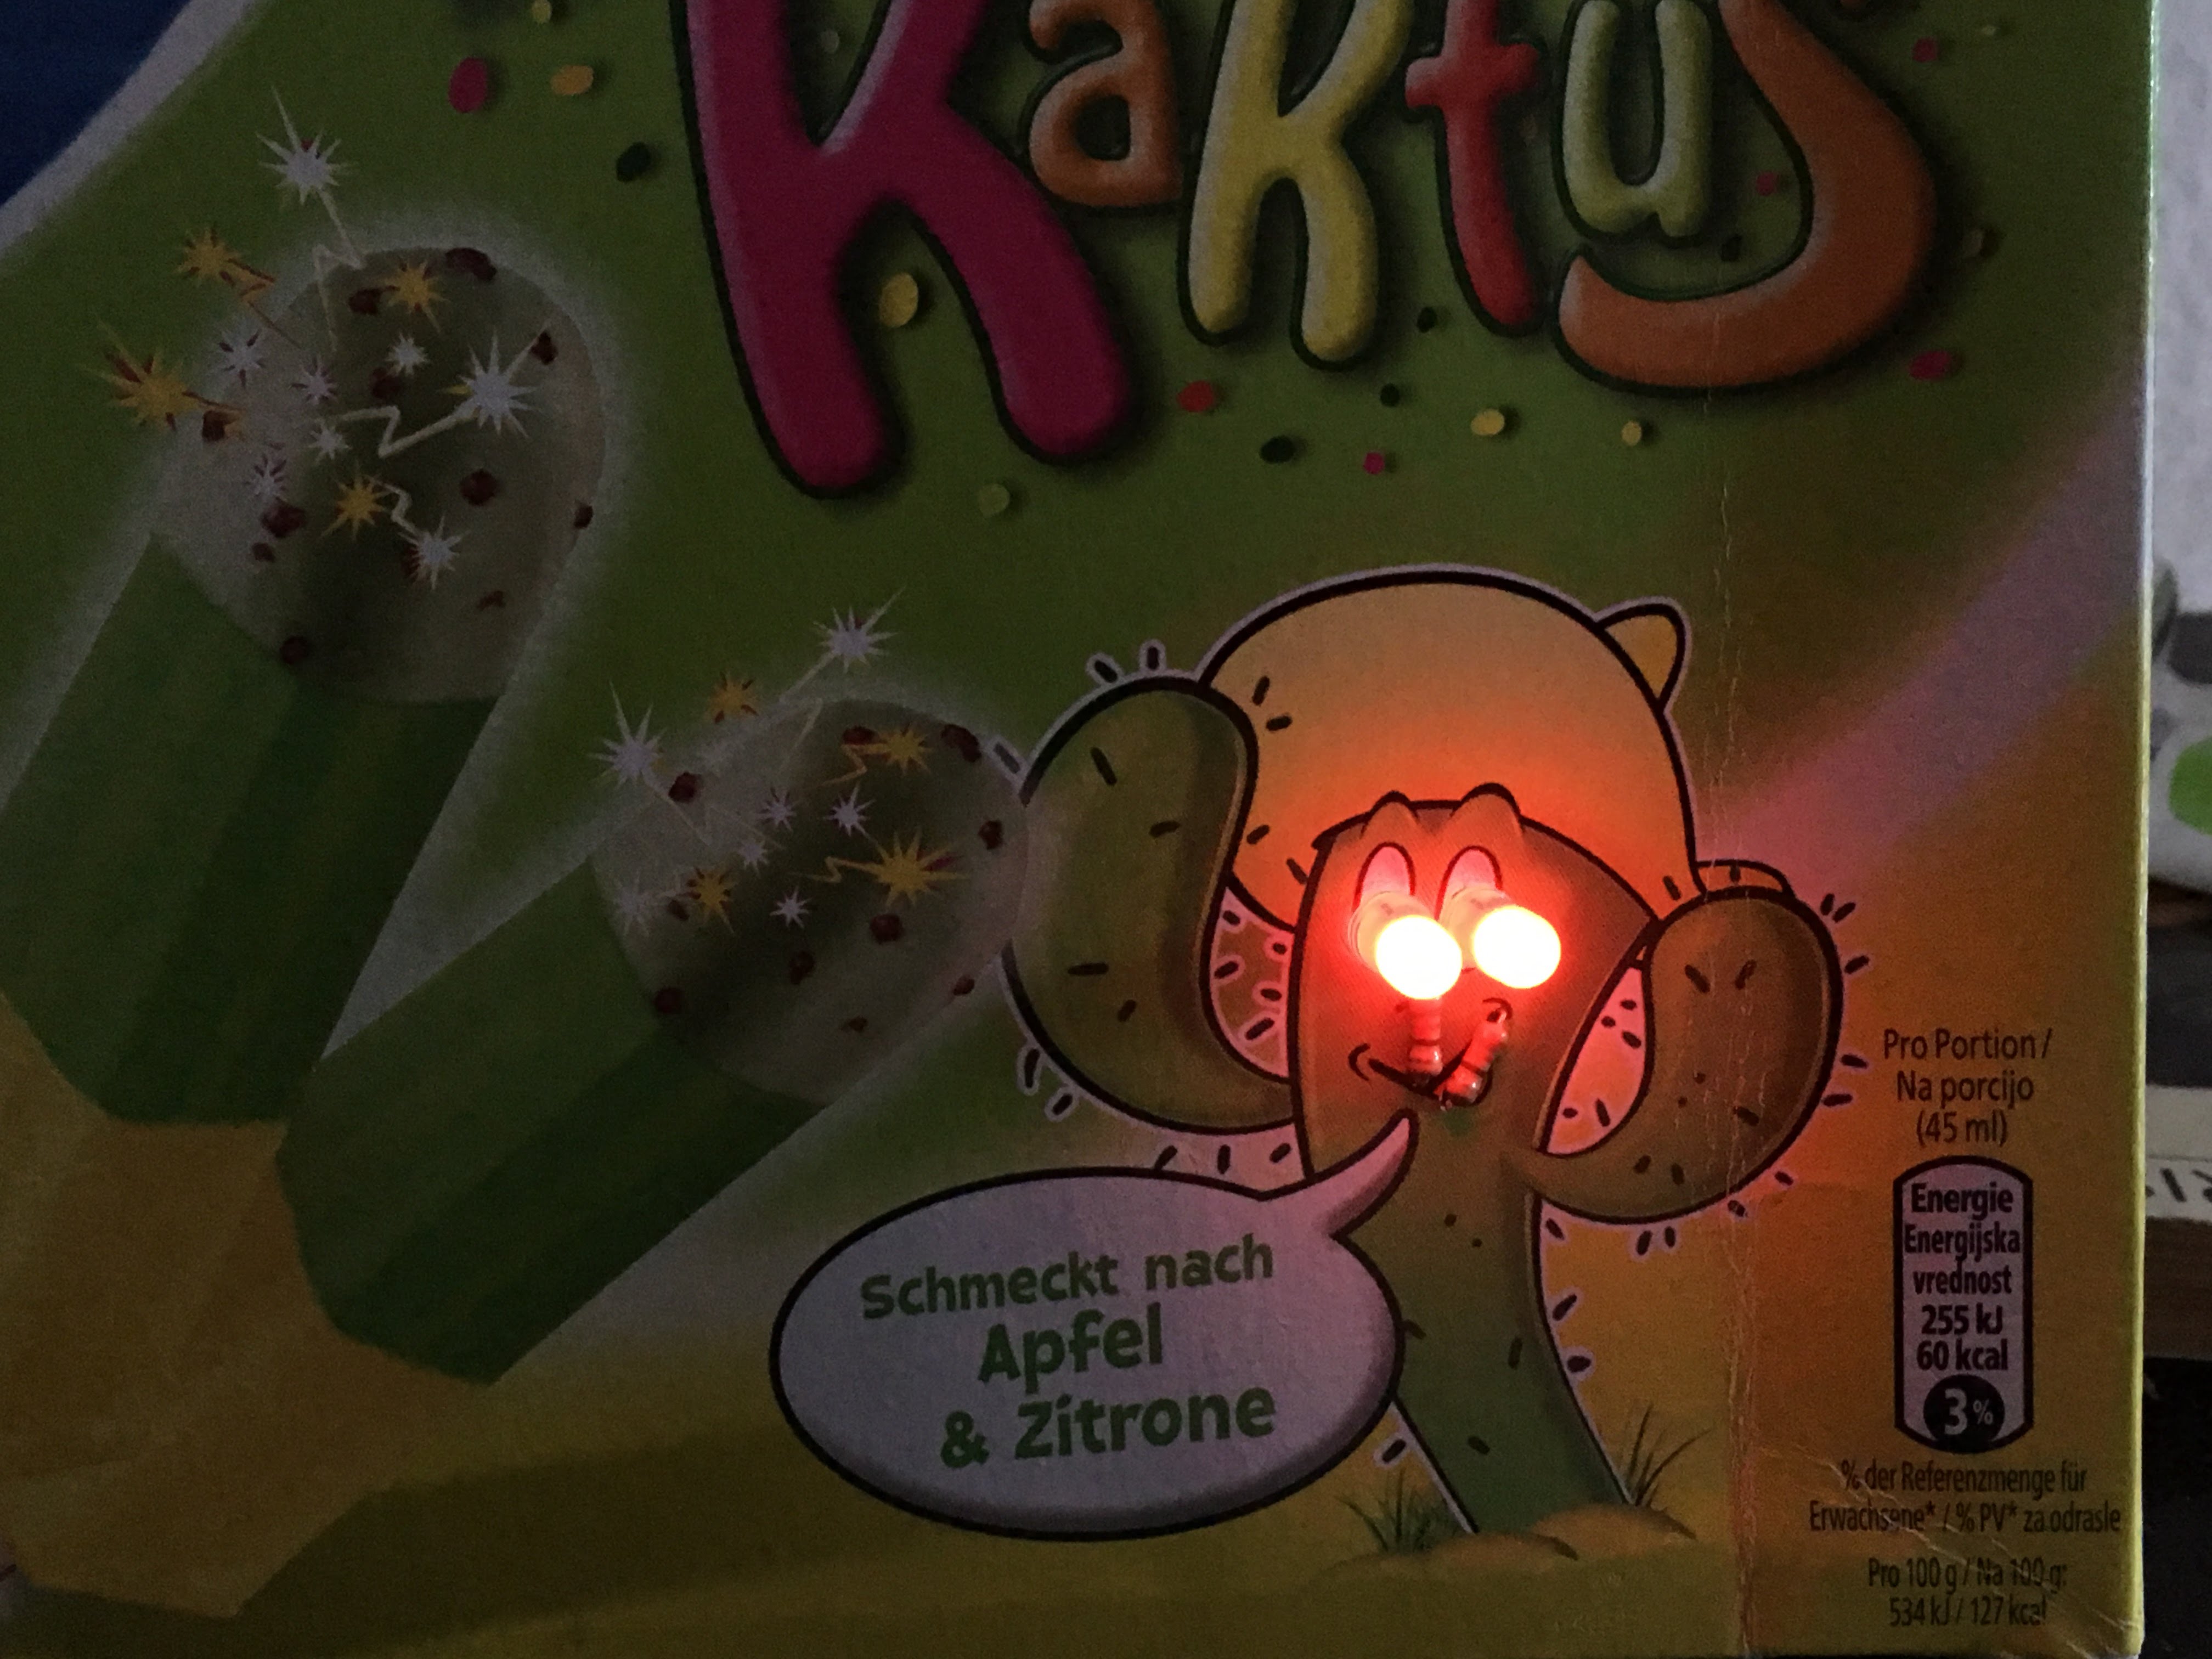 Kaktus
Schmeckt nach
Apfel
& Zitrone
Pro Portion /
Na porcijo
(45 ml)
Energie
Energijska
vrednost
255 kJ
60 kcal
3%
% der Referenzmenge für
Erwachsene* / % PV* za odrasle
Pro 100 g / Na 100 g:
534 kJ / 127 kcal